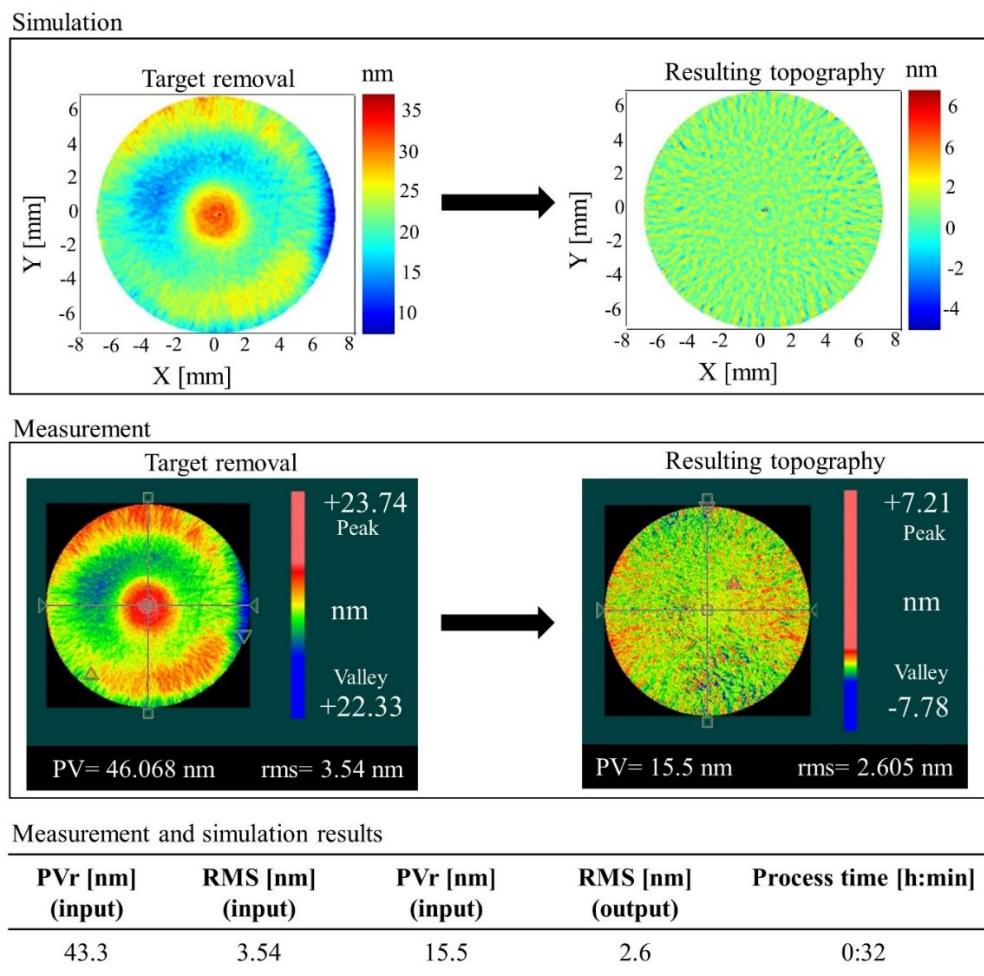 Simulation
Target removal
nm
Resulting topography
nm
6
4
2
0
-2
-4
-6
Y [mm]
-8 -6 -4 -2 0 2 4 6 8
X [mm]
35
30
25
20
15
10
6
4
2
0
-2
-4
-6
Y [mm]
-8 -6 -4 -2 0 2 4 6 8
X [mm]
6
6
2
0
-2
-4
Measurement
Target removal
Resulting topography
+23.74
Peak
nm
Valley
+22.33
PV= 46.068 nm rms= 3.54 nm
+7.21
Peak
nm
Valley
-7.78
PV= 15.5 nm rms= 2.605 nm
Measurement and simulation results
PVr [nm] RMS [nm] PVr [nm] RMS [nm] Process time [h:min]
(input) (input) (input) (output)
43.3 3.54 15.5 2.6 0:32